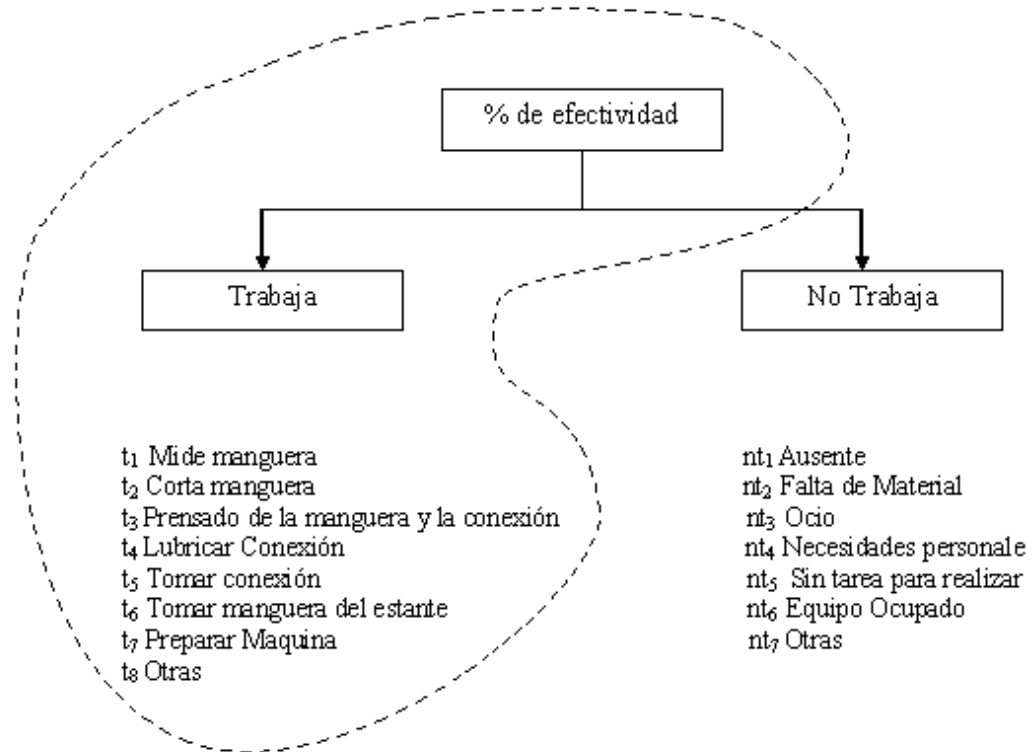 % de efectividad
Trabaja
No Trabaja
t₁ Mide manguera
t₂ Corta manguera
t₃ Prensado de la manguera y la conexión
t₄ Lubricar Conexión
t₅ Tomar conexión
t₆ Tomar manguera del estante
t₇ Preparar Maquina
t₈ Otras
nt₁ Ausente
nt₂ Falta de Material
nt₃ Ocio
nt₄ Necesidades personale
nt₅ Sin tarea para realizar
nt₆ Equipo Ocupado
nt₇ Otras